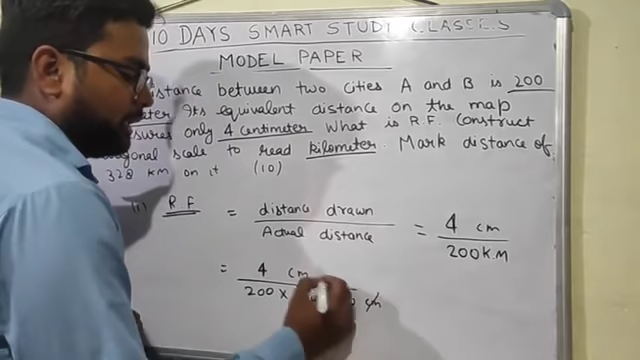 10 DAYS SMART STUDY CLASSES
MODEL PAPER
between two cities A and B is 200
Its equivalent distance on the map
only 4 Centimeter What is R.F. Construct
scale to read kilometer. Mark distance of
328 KM on it (10)
(i) R F = distance drawn / Actual distance = 4 cm / 200 K.M
= 4 cm / 200 x